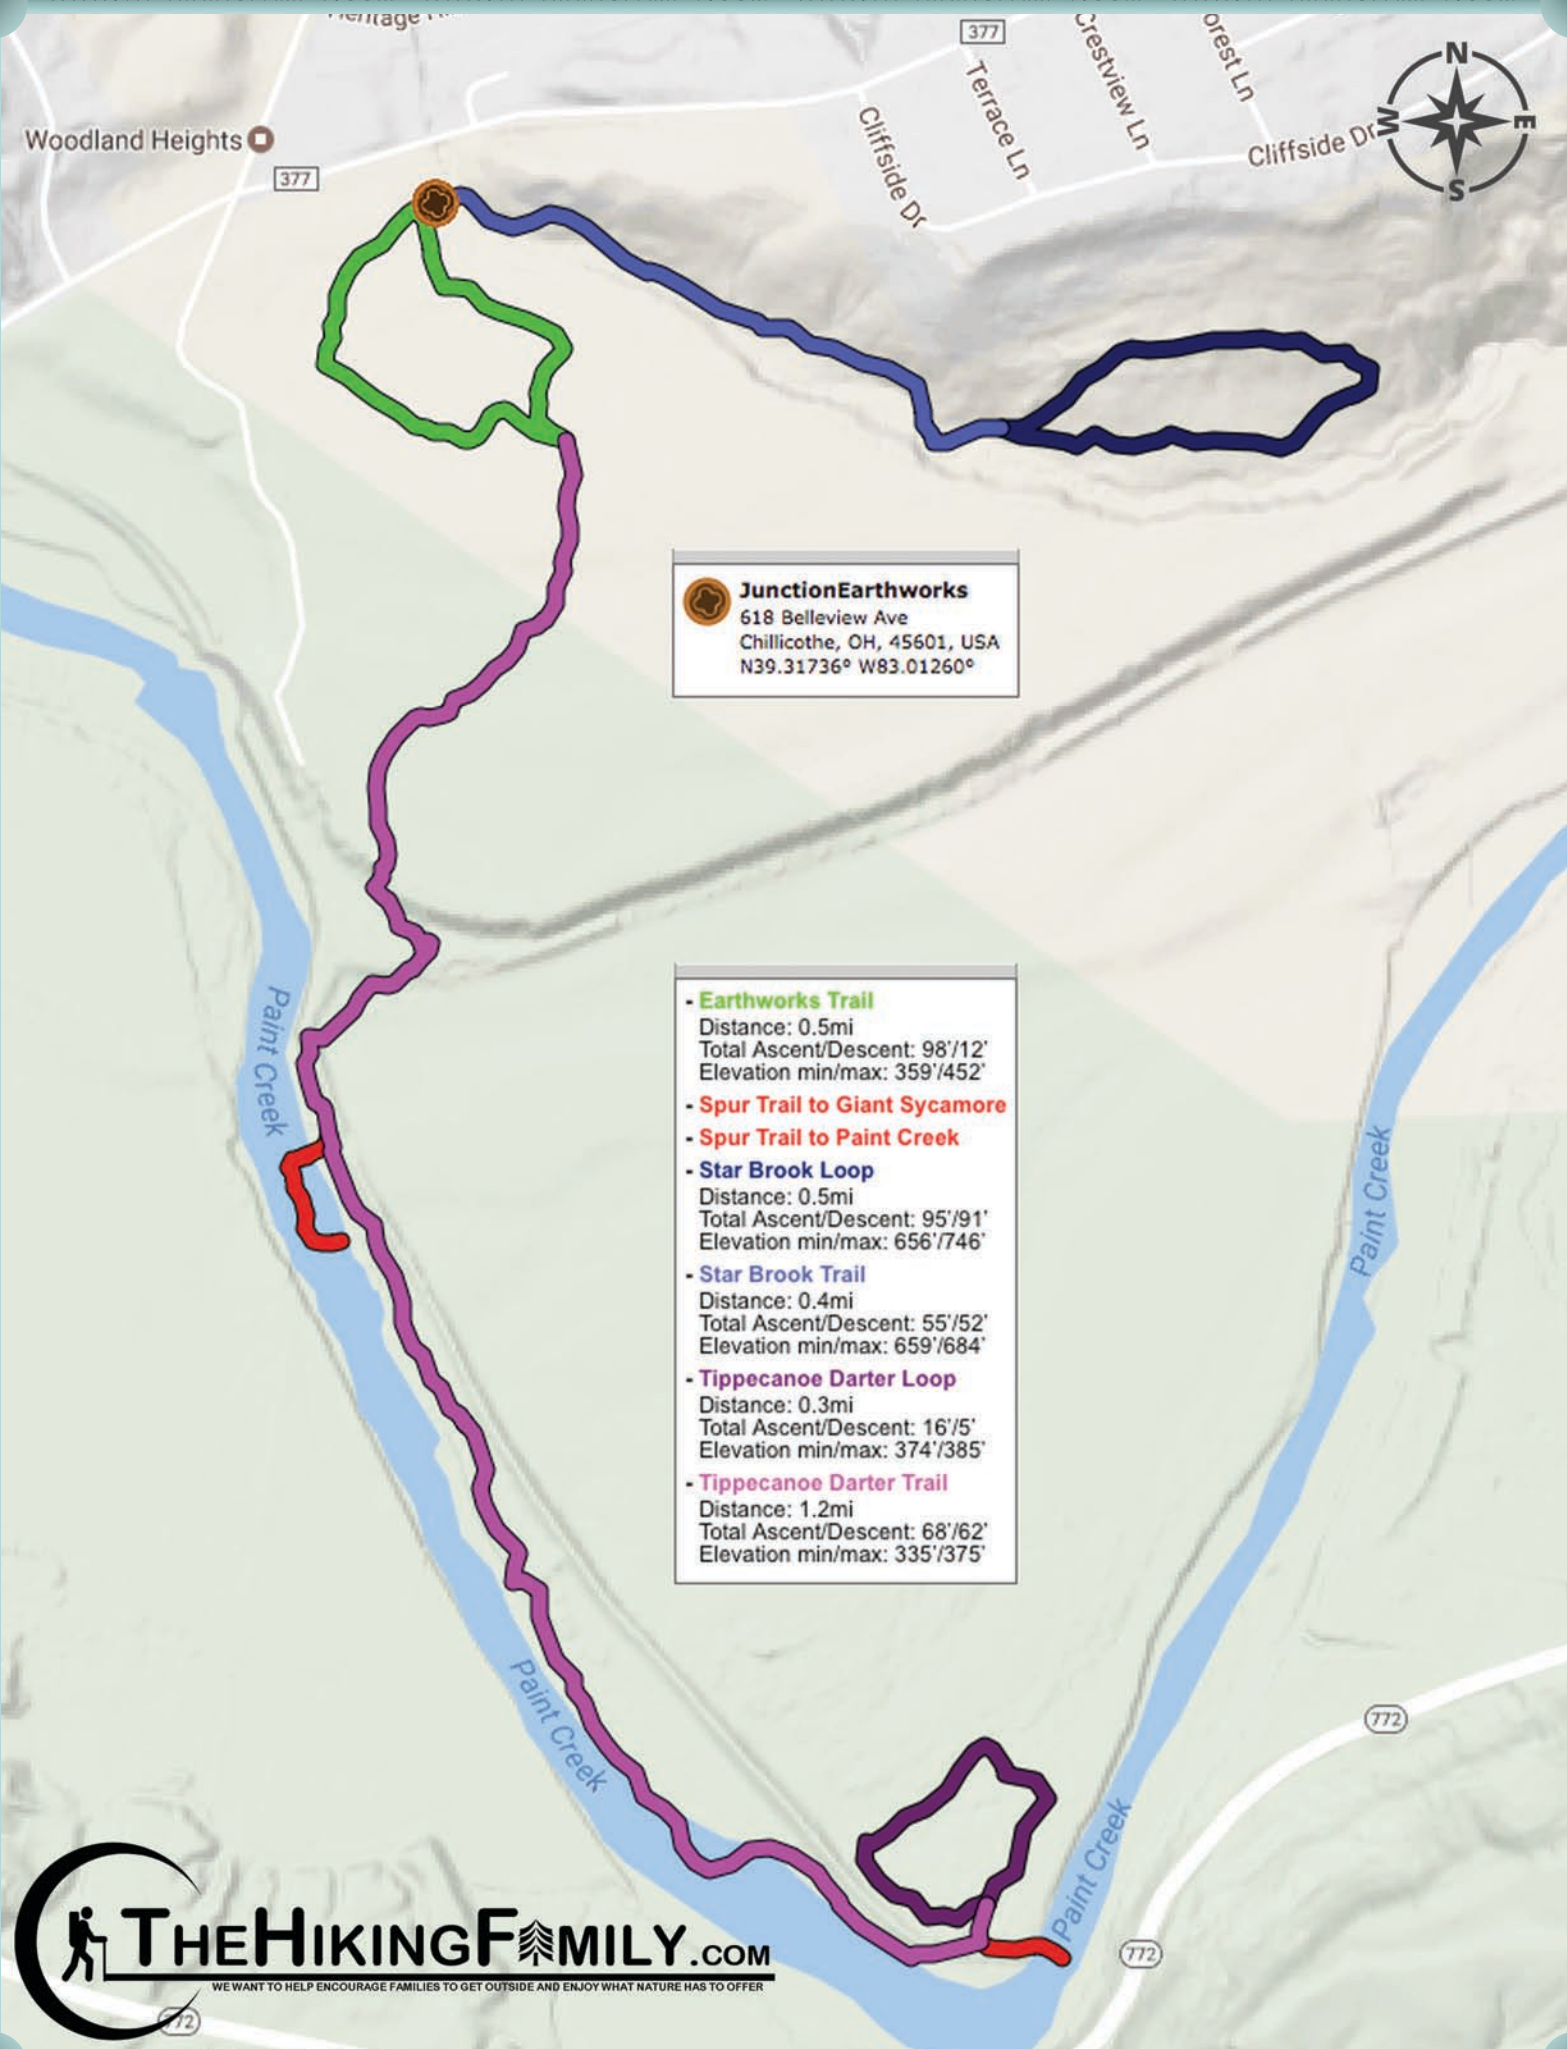 377
Woodland Heights
377
Terrace Ln
Crestview Ln
Cliffside Dr
Cliffside Dr
N
W
E
S
JunctionEarthworks
618 Belleview Ave
Chillicothe, OH, 45601, USA
N39.31736° W83.01260°
- Earthworks Trail
Distance: 0.5mi
Total Ascent/Descent: 98'/12'
Elevation min/max: 359'/452'
- Spur Trail to Giant Sycamore
- Spur Trail to Paint Creek
- Star Brook Loop
Distance: 0.5mi
Total Ascent/Descent: 95'/91'
Elevation min/max: 656'/746'
- Star Brook Trail
Distance: 0.4mi
Total Ascent/Descent: 55'/52'
Elevation min/max: 659'/684'
- Tippecanoe Darter Loop
Distance: 0.3mi
Total Ascent/Descent: 16'/5'
Elevation min/max: 374'/385'
- Tippecanoe Darter Trail
Distance: 1.2mi
Total Ascent/Descent: 68'/62'
Elevation min/max: 335'/375'
Paint Creek
Paint Creek
Paint Creek
Paint Creek
772
772
THEHIKINGFAMILY.COM
WE WANT TO HELP ENCOURAGE FAMILIES TO GET OUTSIDE AND ENJOY WHAT NATURE HAS TO OFFER